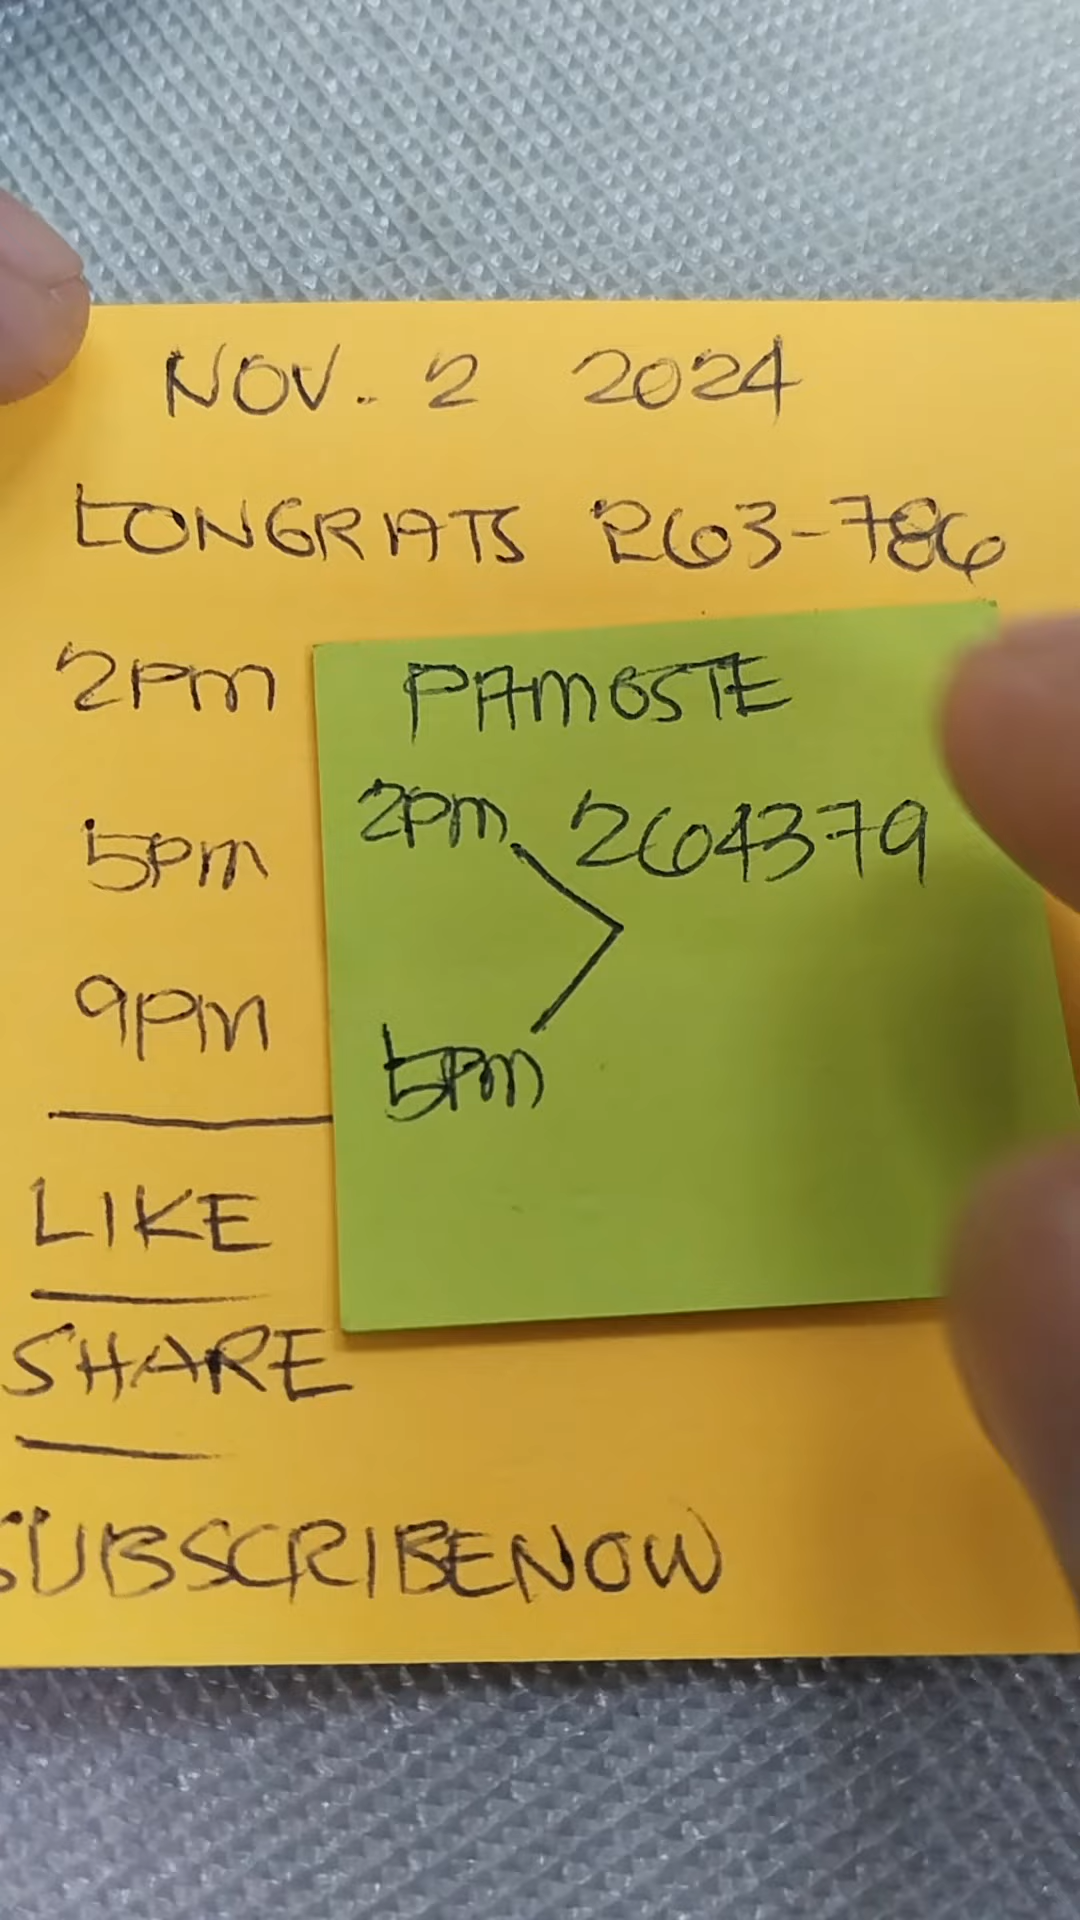 NOV. 2 2024
CONGRATS 263-786
2PM
5PM
9PM
PAMOSTE
2PM 264379
5PM
LIKE
SHARE
SUBSCRIBENOW